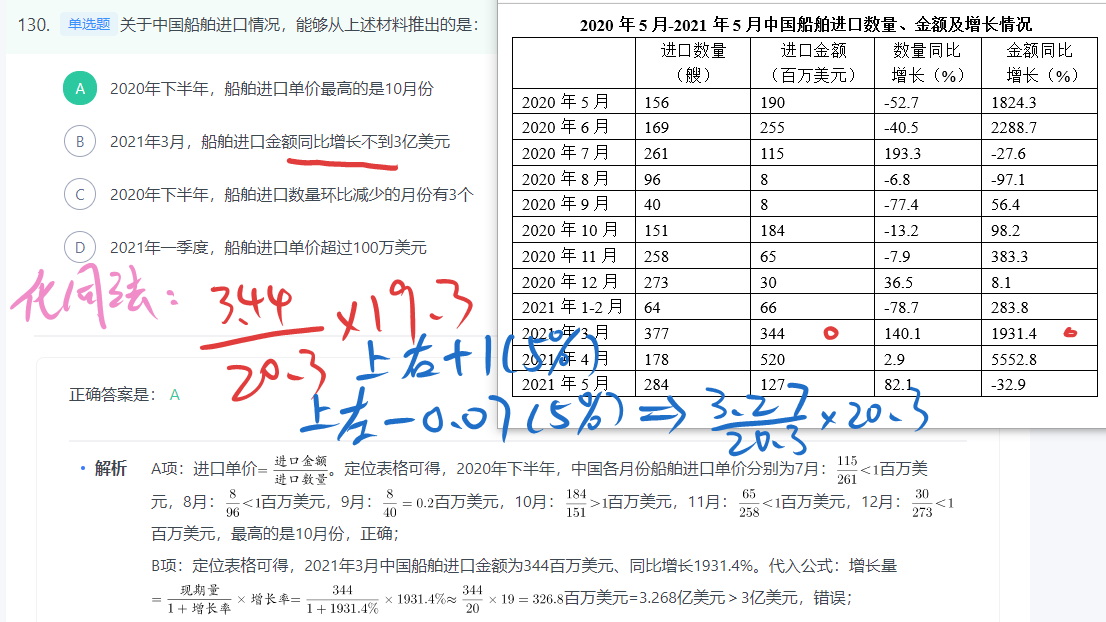 130. 单选题 关于中国船舶进口情况，能够从上述材料推出的是：
A 2020年下半年，船舶进口单价最高的是10月份
B 2021年3月，船舶进口金额同比增长不到3亿美元
C 2020年下半年，船舶进口数量环比减少的月份有3个
D 2021年一季度，船舶进口单价超过100万美元
2020 年 5 月-2021 年 5 月中国船舶进口数量、金额及增长情况
进口数量（艘） 进口金额（百万美元） 数量同比增长（%） 金额同比增长（%）
2020 年 5 月 156 190 -52.7 1824.3
2020 年 6 月 169 255 -40.5 2288.7
2020 年 7 月 261 115 193.3 -27.6
2020 年 8 月 96 8 -6.8 -97.1
2020 年 9 月 40 8 -77.4 56.4
2020 年 10 月 151 184 -13.2 98.2
2020 年 11 月 258 65 -7.9 383.3
2020 年 12 月 273 30 36.5 8.1
2021 年 1-2 月 64 66 -78.7 283.8
2021 年 3 月 377 344 140.1 1931.4
2021 年 4 月 178 520 2.9 5552.8
2021 年 5 月 284 127 82.1 -32.9
化同法：
3.44/20.3 × 19.3
上右+1(5%)
上左-0.07(5%) ⇒ 3.27/20.3 × 20.3
正确答案是： A
• 解析 A项：进口单价=进口金额/进口数量。定位表格可得，2020年下半年，中国各月份船舶进口单价分别为7月：115/261<1百万美
元，8月：8/96<1百万美元，9月：8/40=0.2百万美元，10月：184/151>1百万美元，11月：65/258<1百万美元，12月：30/273<1
百万美元，最高的是10月份，正确；
B项：定位表格可得，2021年3月中国船舶进口金额为344百万美元、同比增长1931.4%。代入公式：增长量
=现期量/1+增长率 × 增长率=344/1+1931.4% × 1931.4%≈344/20 × 19 = 326.8百万美元=3.268亿美元＞3亿美元，错误；